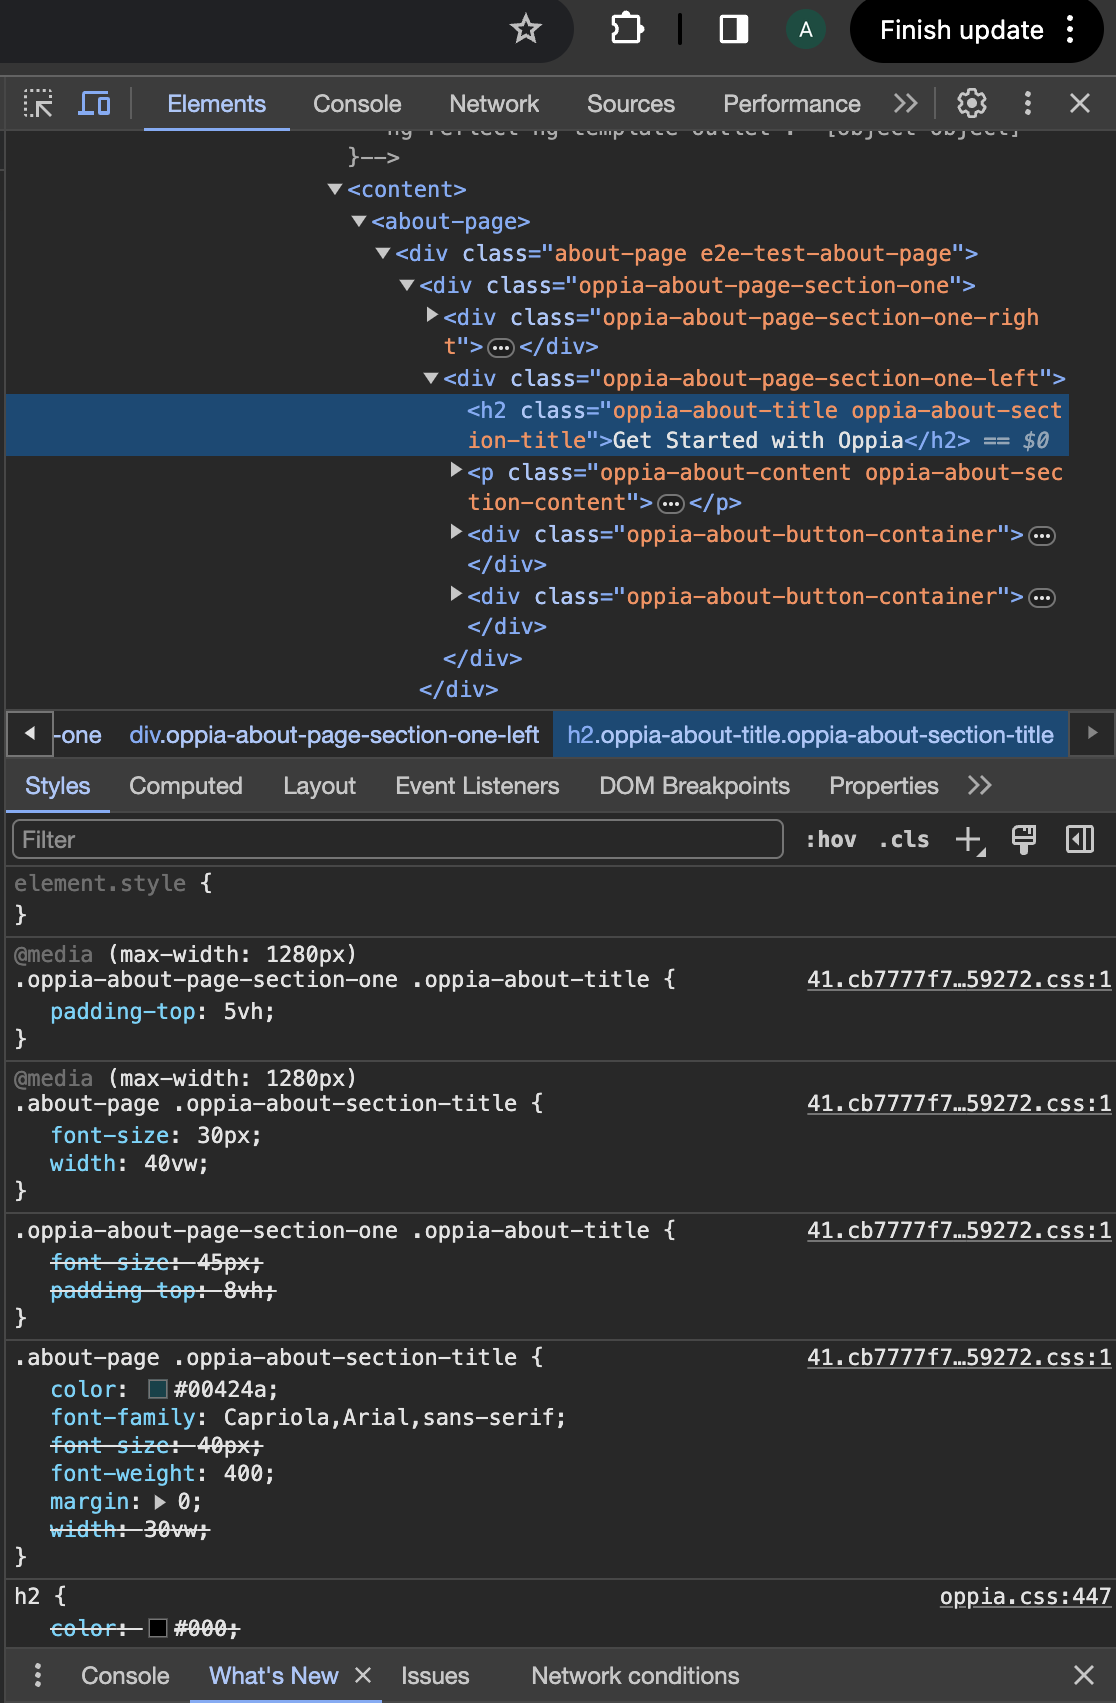 A
Finish update
Elements Console Network Sources Performance
"ng-reflect-ng-template-outlet": "[object Object]
}-->
<content>
<about-page>
<div class="about-page e2e-test-about-page">
<div class="oppia-about-page-section-one">
<div class="oppia-about-page-section-one-righ
t">…</div>
<div class="oppia-about-page-section-one-left">
<h2 class="oppia-about-title oppia-about-sect
ion-title">Get Started with Oppia</h2> == $0
<p class="oppia-about-content oppia-about-sec
tion-content">…</p>
<div class="oppia-about-button-container">…
</div>
<div class="oppia-about-button-container">…
</div>
</div>
</div>
-one div.oppia-about-page-section-one-left h2.oppia-about-title.oppia-about-section-title
Styles Computed Layout Event Listeners DOM Breakpoints Properties
Filter :hov .cls
element.style {
}
@media (max-width: 1280px)
.oppia-about-page-section-one .oppia-about-title { 41.cb7777f7…59272.css:1
padding-top: 5vh;
}
@media (max-width: 1280px)
.about-page .oppia-about-section-title { 41.cb7777f7…59272.css:1
font-size: 30px;
width: 40vw;
}
.oppia-about-page-section-one .oppia-about-title { 41.cb7777f7…59272.css:1
font-size: 45px;
padding-top: 8vh;
}
.about-page .oppia-about-section-title { 41.cb7777f7…59272.css:1
color: #00424a;
font-family: Capriola,Arial,sans-serif;
font-size: 40px;
font-weight: 400;
margin: 0;
width: 30vw;
}
h2 { oppia.css:447
color: #000;
Console What's New Issues Network conditions